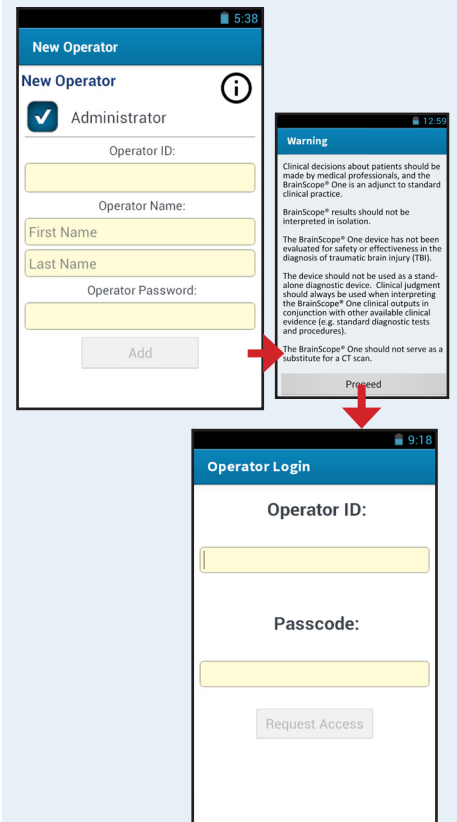 5:38
New Operator
New Operator
Administrator
Operator ID:
Operator Name:
First Name
Last Name
Operator Password:
Add
12:59
Warning
Clinical decisions about patients should be
made by medical professionals, and the
BrainScope® One is an adjunct to standard
clinical practice.
BrainScope® results should not be
interpreted in isolation.
The BrainScope® One device has not been
evaluated for safety or effectiveness in the
diagnosis of traumatic brain injury (TBI).
The device should not be used as a stand-
alone diagnostic device. Clinical judgment
should always be used when interpreting
the BrainScope® One clinical outputs in
conjunction with other available clinical
evidence (e.g. standard diagnostic tests
and procedures).
The BrainScope® One should not serve as a
substitute for a CT scan.
Proceed
9:18
Operator Login
Operator ID:
Passcode:
Request Access